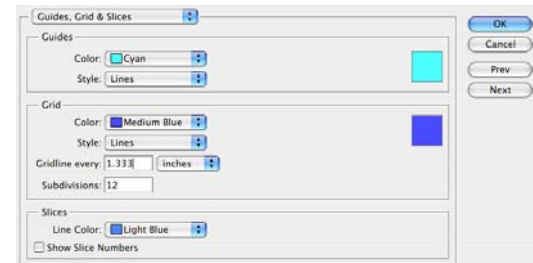 Guides, Grid & Slices
OK
Cancel
Prev
Next
Guides
Color: Cyan
Style: Lines
Grid
Color: Medium Blue
Style: Lines
Gridline every: 1.333 inches
Subdivisions: 12
Slices
Line Color: Light Blue
Show Slice Numbers